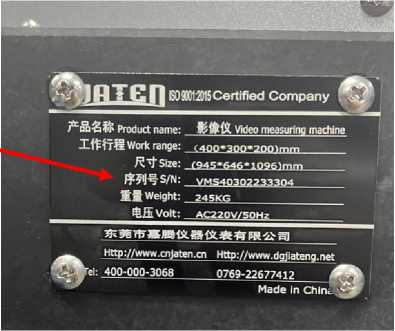 JATEN ISO 9001:2015 Certified Company
产品名称 Product name: 影像仪 Video measuring machine
工作行程 Work range: (400*300*200)mm
尺寸 Size: (945*646*1096)mm
序列号 S/N: VMS40302233304
重量 Weight: 245KG
电压 Volt: AC220V/50Hz
东莞市嘉腾仪器仪表有限公司
Http://www.cnjaten.cn Http://www.dgjiateng.net
Tel: 400-000-3068 0769-22677412
Made in China